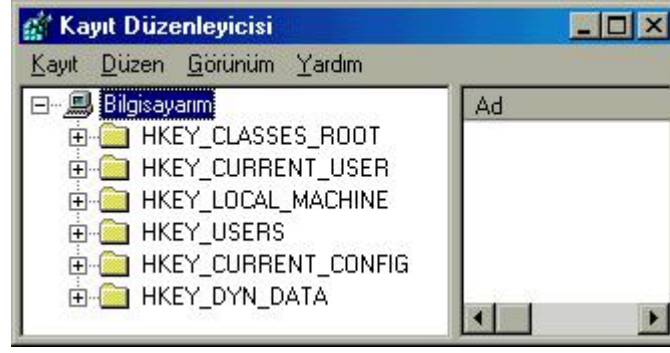 Kayıt Düzenleyicisi
Kayıt Düzen Görünüm Yardım
Bilgisayarım
Ad
HKEY_CLASSES_ROOT
HKEY_CURRENT_USER
HKEY_LOCAL_MACHINE
HKEY_USERS
HKEY_CURRENT_CONFIG
HKEY_DYN_DATA